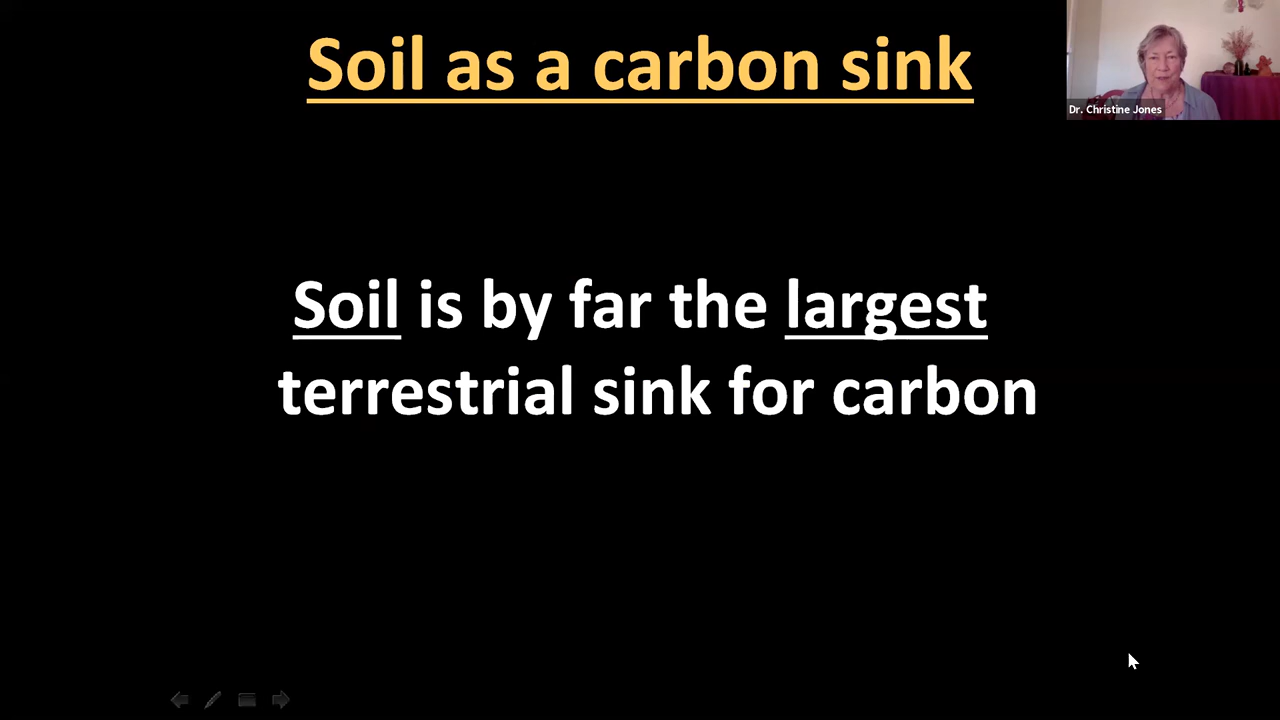 Soil as a carbon sink
Dr. Christine Jones
Soil is by far the largest
terrestrial sink for carbon